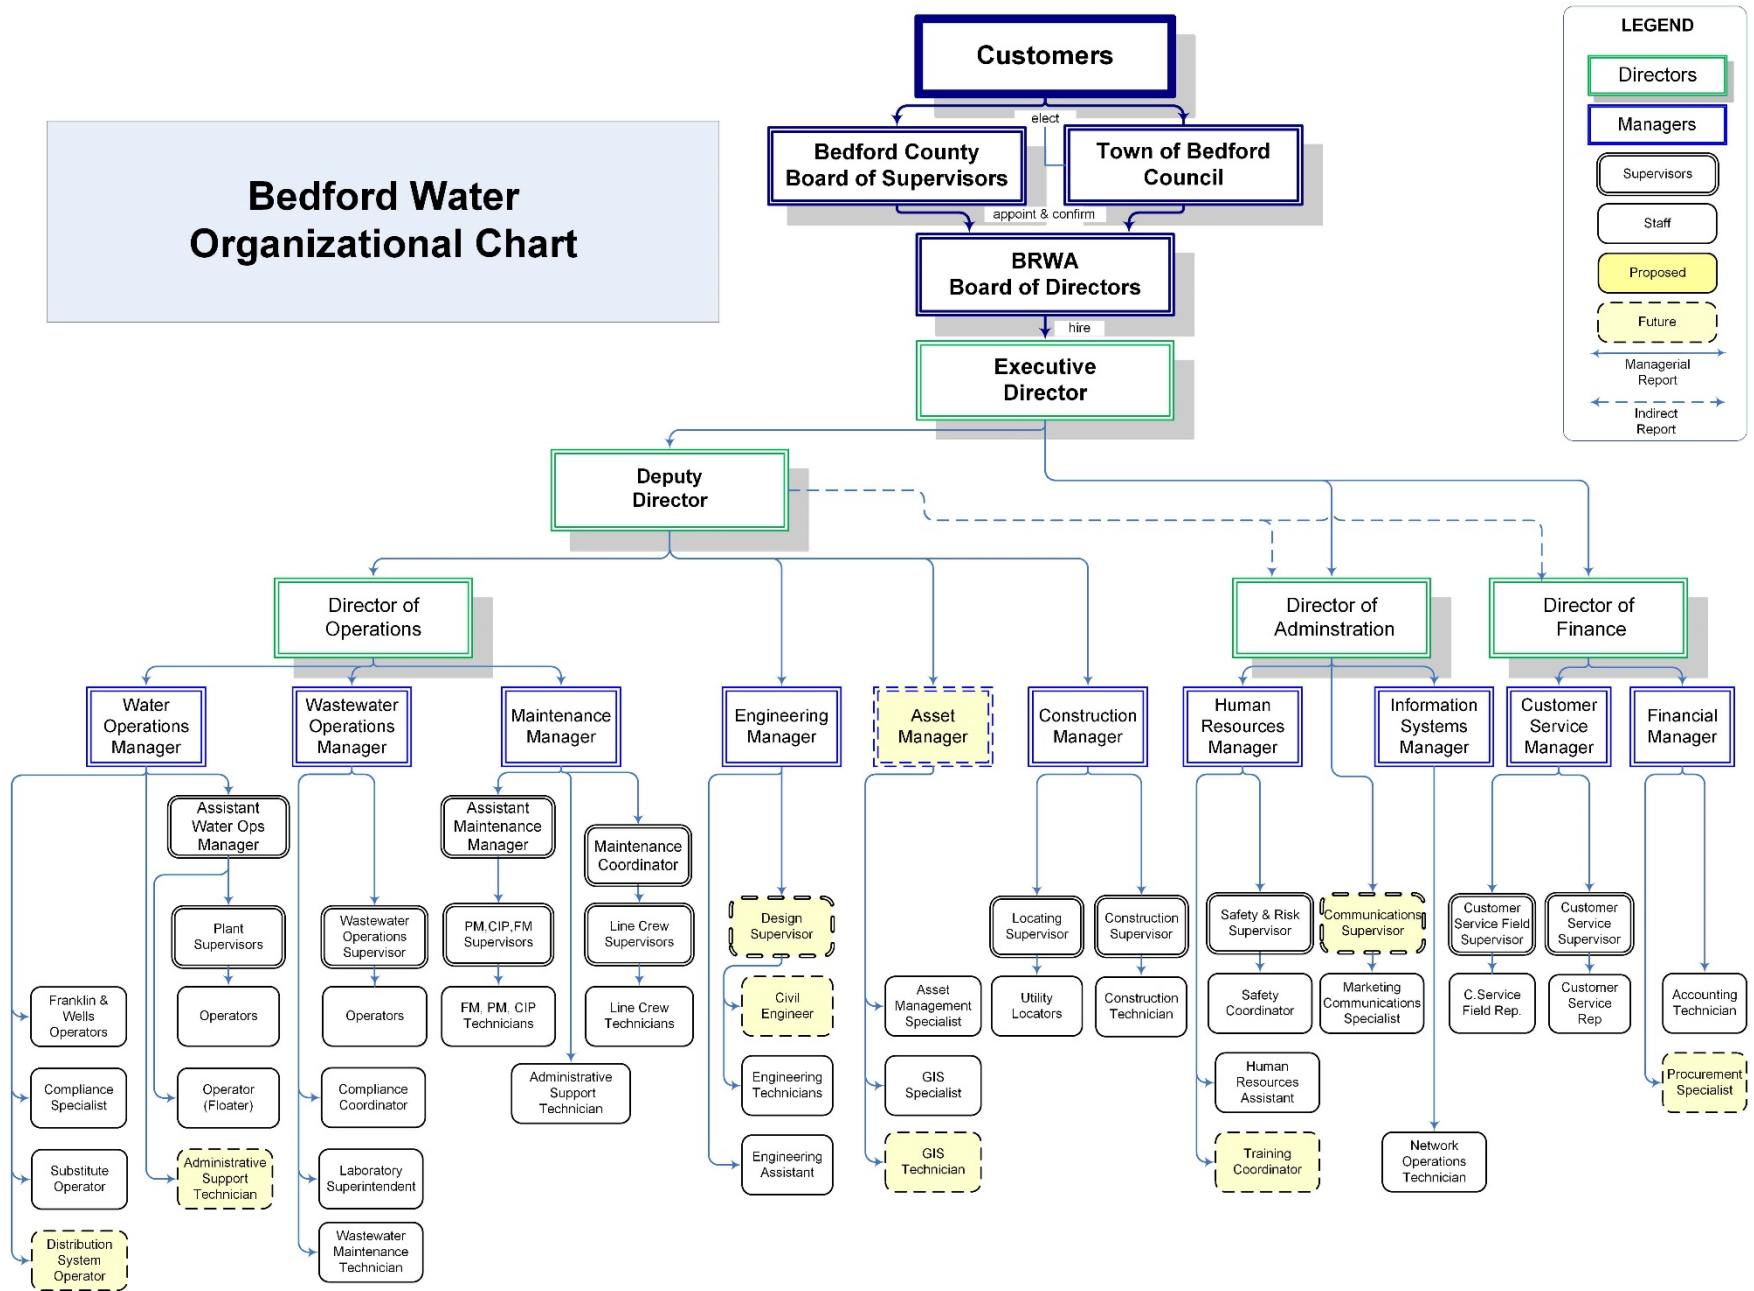 Customers
LEGEND
Directors
Managers
Supervisors
Staff
Proposed
Future
Managerial
Report
Indirect
Report
Bedford Water
Organizational Chart
elect
Bedford County
Board of Supervisors
Town of Bedford
Council
appoint & confirm
BRWA
Board of Directors
hire
Executive
Director
Deputy
Director
Director of
Operations
Director of
Adminstration
Director of
Finance
Water
Operations
Manager
Wastewater
Operations
Manager
Maintenance
Manager
Engineering
Manager
Asset
Manager
Construction
Manager
Human
Resources
Manager
Information
Systems
Manager
Customer
Service
Manager
Financial
Manager
Assistant
Water Ops
Manager
Assistant
Maintenance
Manager
Maintenance
Coordinator
Plant
Supervisors
Wastewater
Operations
Supervisor
PM,CIP,FM
Supervisors
Line Crew
Supervisors
Design
Supervisor
Locating
Supervisor
Construction
Supervisor
Safety & Risk
Supervisor
Communications
Supervisor
Customer
Service Field
Supervisor
Customer
Service
Supervisor
Franklin &
Wells
Operators
Operators
Operators
FM, PM, CIP
Technicians
Line Crew
Technicians
Civil
Engineer
Asset
Management
Specialist
Utility
Locators
Construction
Technician
Safety
Coordinator
Marketing
Communications
Specialist
C.Service
Field Rep.
Customer
Service
Rep
Accounting
Technician
Compliance
Specialist
Operator
(Floater)
Compliance
Coordinator
Administrative
Support
Technician
Engineering
Technicians
GIS
Specialist
Human
Resources
Assistant
Procurement
Specialist
Substitute
Operator
Administrative
Support
Technician
Laboratory
Superintendent
Engineering
Assistant
GIS
Technician
Training
Coordinator
Network
Operations
Technician
Distribution
System
Operator
Wastewater
Maintenance
Technician